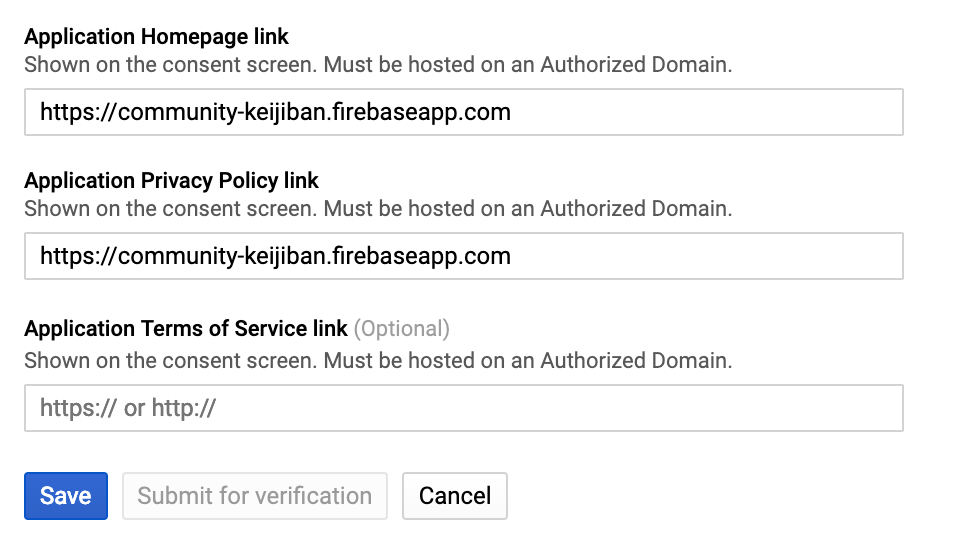 Application Homepage link
Shown on the consent screen. Must be hosted on an Authorized Domain.
https://community-keijiban.firebaseapp.com
Application Privacy Policy link
Shown on the consent screen. Must be hosted on an Authorized Domain.
https://community-keijiban.firebaseapp.com
Application Terms of Service link (Optional)
Shown on the consent screen. Must be hosted on an Authorized Domain.
https:// or http://
Save Submit for verification Cancel